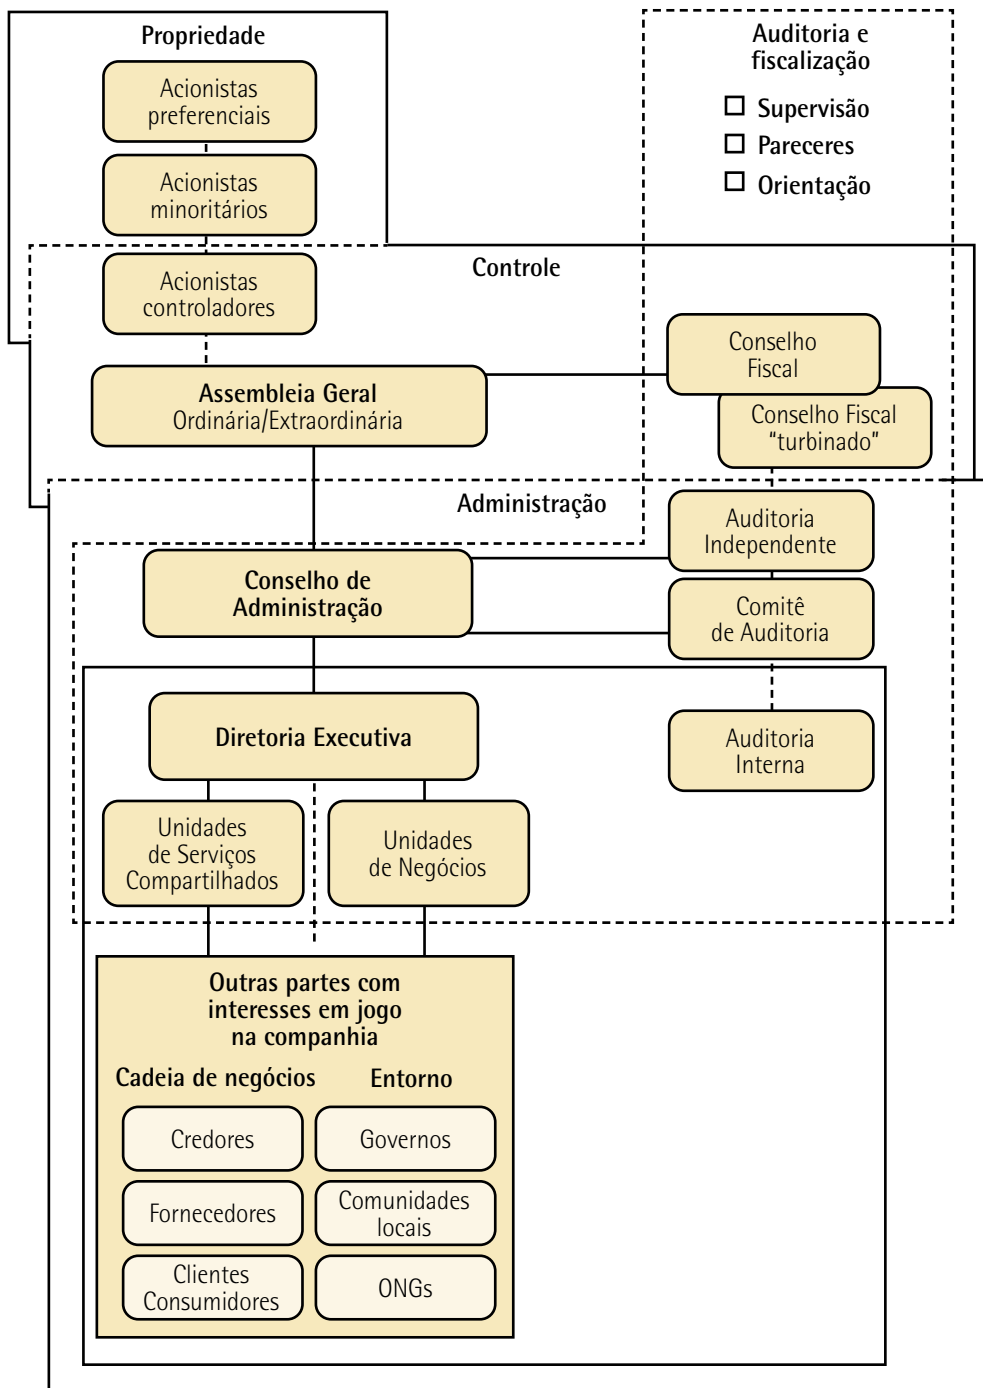 Propriedade
Acionistas
preferenciais
Acionistas
minoritários
Auditoria e
fiscalização
Supervisão
Pareceres
Orientação
Controle
Acionistas
controladores
Assembleia Geral
Ordinária/Extraordinária
Conselho
Fiscal
Conselho Fiscal
“turbinado”
Administração
Auditoria
Independente
Conselho de
Administração
Comitê
de Auditoria
Diretoria Executiva
Auditoria
Interna
Unidades
de Serviços
Compartilhados
Unidades
de Negócios
Outras partes com
interesses em jogo
na companhia
Cadeia de negócios
Entorno
Credores
Governos
Fornecedores
Comunidades
locais
Clientes
Consumidores
ONGs